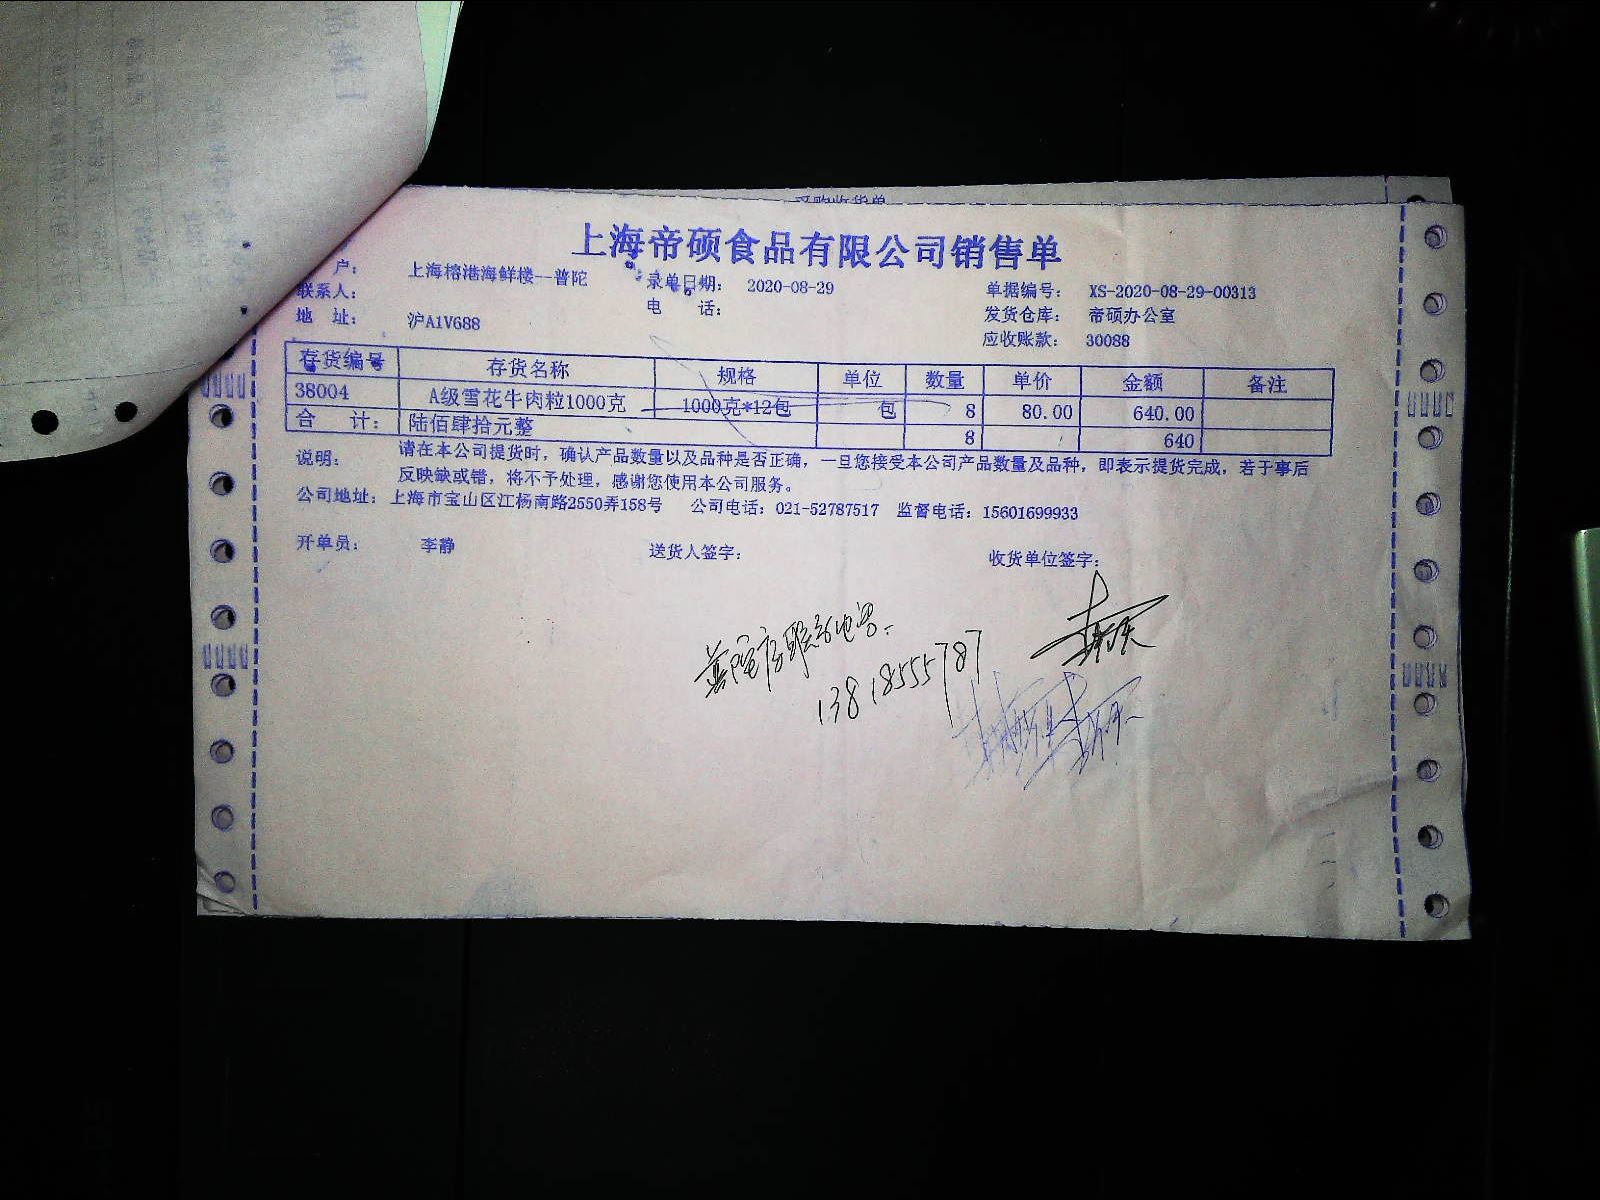 采购收货单
上海帝硕食品有限公司销售单
户： 上海榕港海鲜楼--普陀 录单日期： 2020-08-29 单据编号： XS-2020-08-29-00313
联系人： 电 话： 发货仓库： 帝硕办公室
地 址： 沪A1V688 应收账款： 30088
存货编号 存货名称 规格 单位 数量 单价 金额 备注
38004 A级雪花牛肉粒1000克 1000克*12包 包 8 80.00 640.00
合 计： 陆佰肆拾元整 8 640
说明： 请在本公司提货时，确认产品数量以及品种是否正确，一旦您接受本公司产品数量及品种，即表示提货完成，若于事后
反映缺或错，将不予处理，感谢您使用本公司服务。
公司地址：上海市宝山区江杨南路2550弄158号 公司电话：021-52787517 监督电话：15601699933
开单员： 李静 送货人签字： 收货单位签字：
13818555787